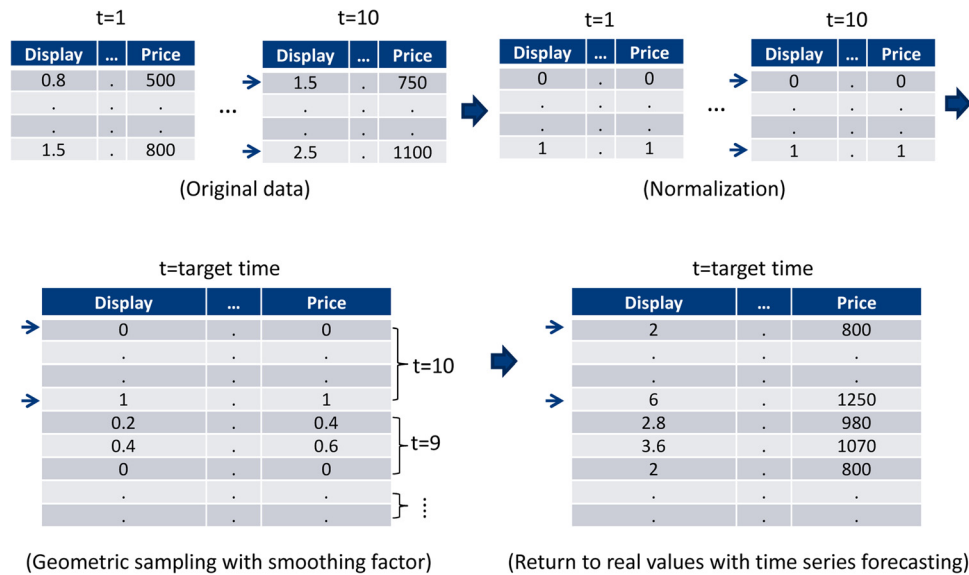 t=1 t=10 t=1 t=10
Display ... Price Display ... Price Display ... Price Display ... Price
0.8 . 500 1.5 . 750 0 . 0 0 . 0
. . . . . . . . . . . .
... ...
. . . . . . . . . . . .
1.5 . 800 2.5 . 1100 1 . 1 1 . 1
(Original data) (Normalization)
t=target time t=target time
Display ... Price Display ... Price
0 . 0 2 . 800
. . . . . .
t=10
. . . . . .
1 . 1 6 . 1250
0.2 . 0.4 2.8 . 980
0.4 . 0.6 t=9 3.6 . 1070
0 . 0 2 . 800
. . . . . .
. . . . . .
(Geometric sampling with smoothing factor) (Return to real values with time series forecasting)